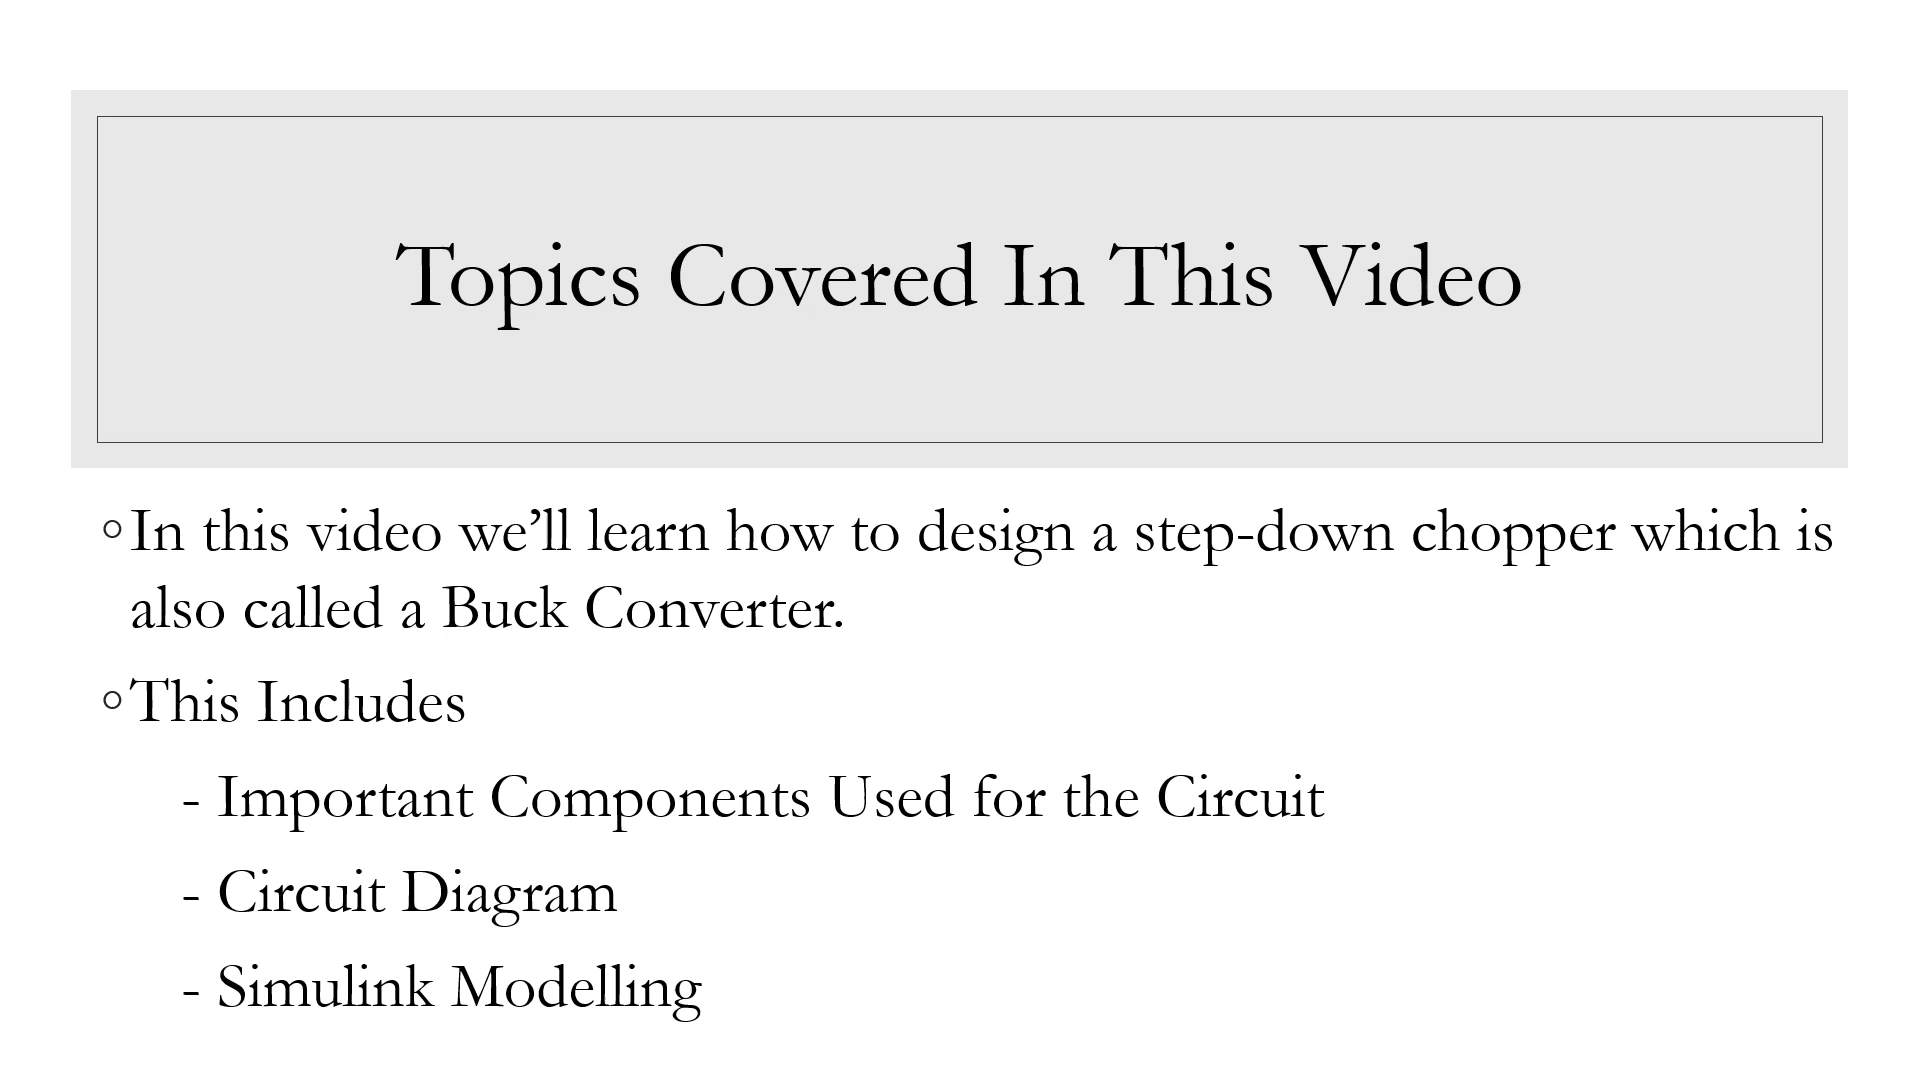 Topics Covered In This Video
◦In this video we’ll learn how to design a step-down chopper which is
also called a Buck Converter.
◦This Includes
- Important Components Used for the Circuit
- Circuit Diagram
- Simulink Modelling